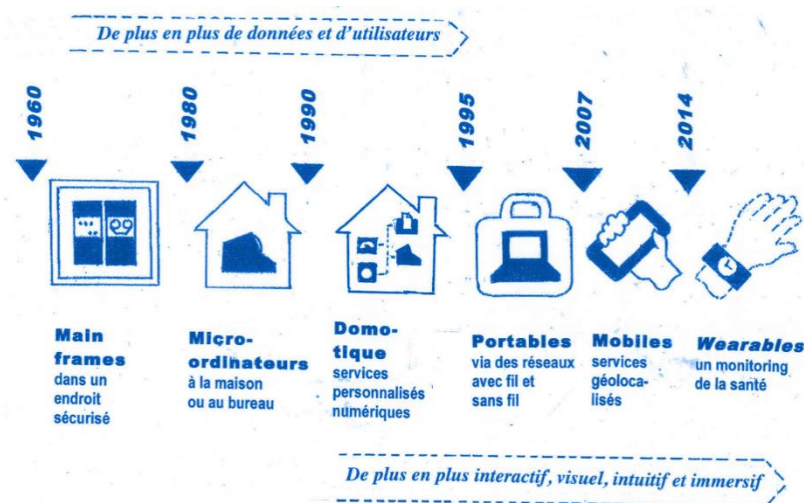 De plus en plus de données et d'utilisateurs
1960
1980
1990
1995
2007
2014
Main
frames
dans un
endroit
sécurisé
Micro-
ordinateurs
à la maison
ou au bureau
Domo-
tique
services
personnalisés
numériques
Portables
via des réseaux
avec fil et
sans fil
Mobiles
services
géoloca-
lisés
Wearables
un monitoring
de la santé
De plus en plus interactif, visuel, intuitif et immersif